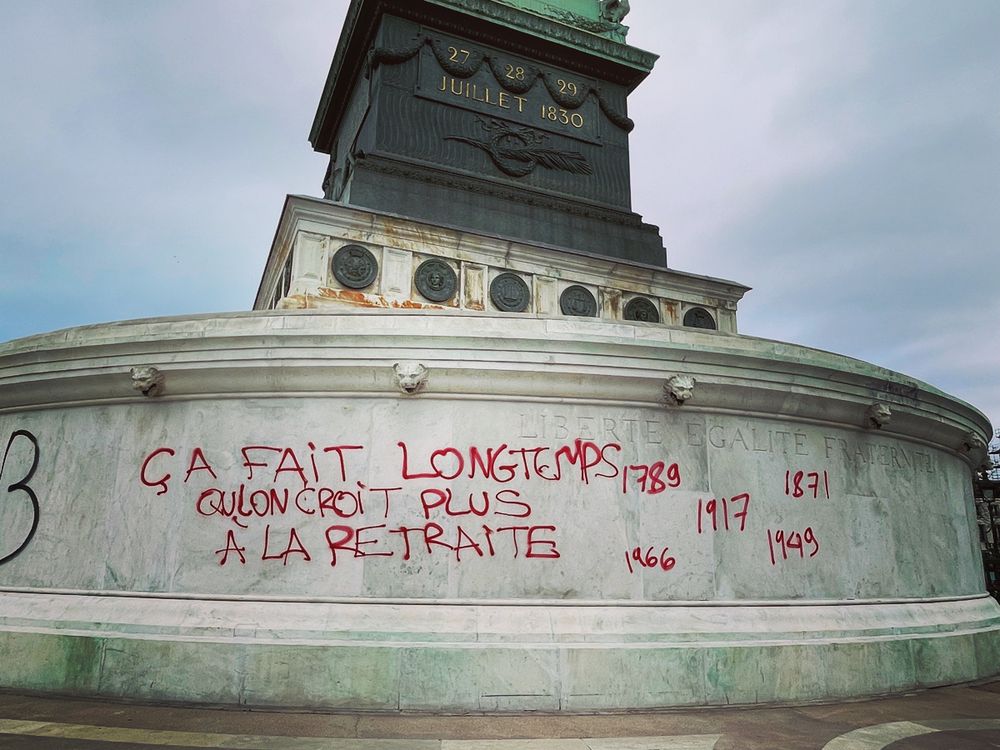 27 28 29
JUILLET 1830
LIBERTÉ EGALITÉ FRATERNITÉ
ÇA FAIT LONGTEMPS
QU'ON CROIT PLUS
À LA RETRAITE
1789
1871
1917
1949
1966
B